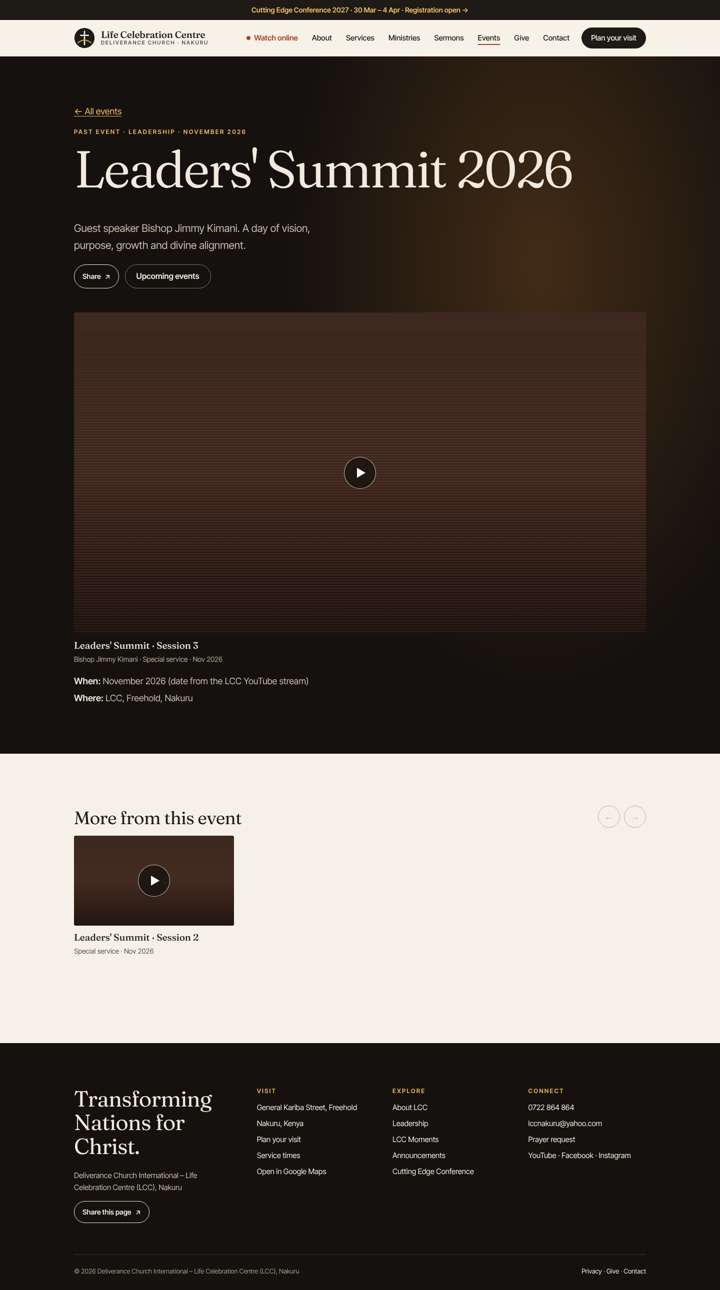 Cutting Edge Conference 2027 · 30 Mar – 4 Apr · Registration open →
Life Celebration Centre
DELIVERANCE CHURCH · NAKURU
Watch online
About
Services
Ministries
Sermons
Events
Give
Contact
Plan your visit
← All events
PAST EVENT · LEADERSHIP · NOVEMBER 2026
Leaders' Summit 2026
Guest speaker Bishop Jimmy Kimani. A day of vision,
purpose, growth and divine alignment.
Share ↗
Upcoming events
Leaders' Summit · Session 3
Bishop Jimmy Kimani · Special service · Nov 2026
When: November 2026 (date from the LCC YouTube stream)
Where: LCC, Freehold, Nakuru
More from this event
← →
Leaders' Summit · Session 2
Special service · Nov 2026
Transforming
Nations for
Christ.
Deliverance Church International – Life
Celebration Centre (LCC), Nakuru
Share this page ↗
VISIT
General Kariba Street, Freehold
Nakuru, Kenya
Plan your visit
Service times
Open in Google Maps
EXPLORE
About LCC
Leadership
LCC Moments
Announcements
Cutting Edge Conference
CONNECT
0722 864 864
lccnakuru@yahoo.com
Prayer request
YouTube · Facebook · Instagram
© 2026 Deliverance Church International – Life Celebration Centre (LCC), Nakuru
Privacy · Give · Contact